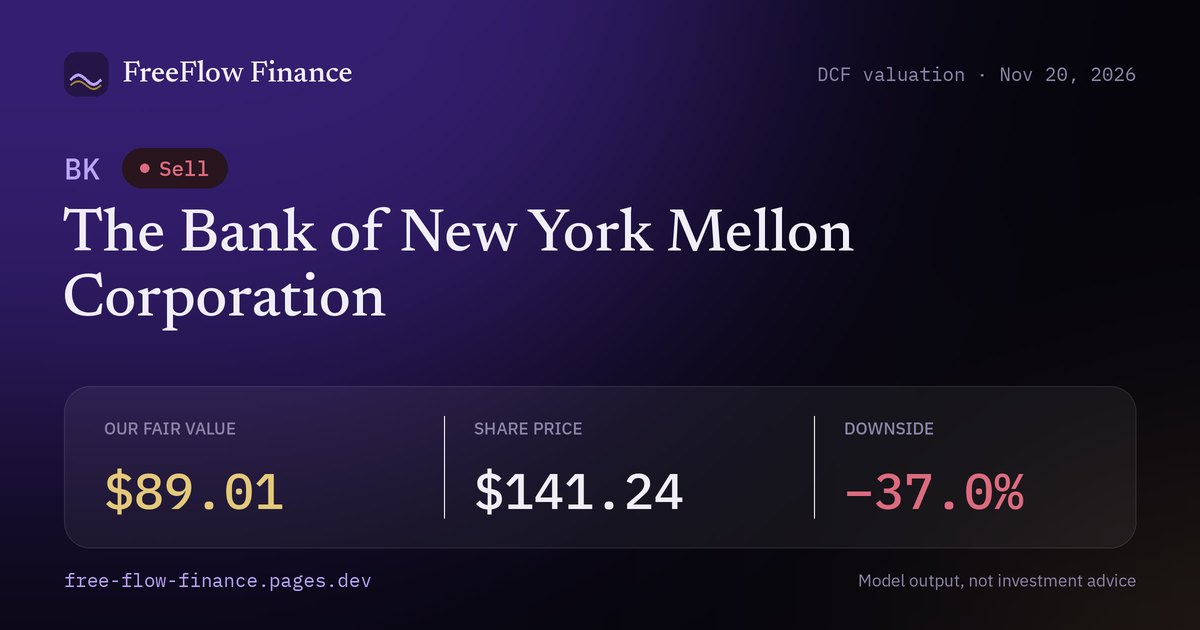 FreeFlow Finance
DCF valuation · Nov 20, 2026
BK
Sell
The Bank of New York Mellon
Corporation
OUR FAIR VALUE
$89.01
SHARE PRICE
$141.24
DOWNSIDE
−37.0%
free-flow-finance.pages.dev
Model output, not investment advice